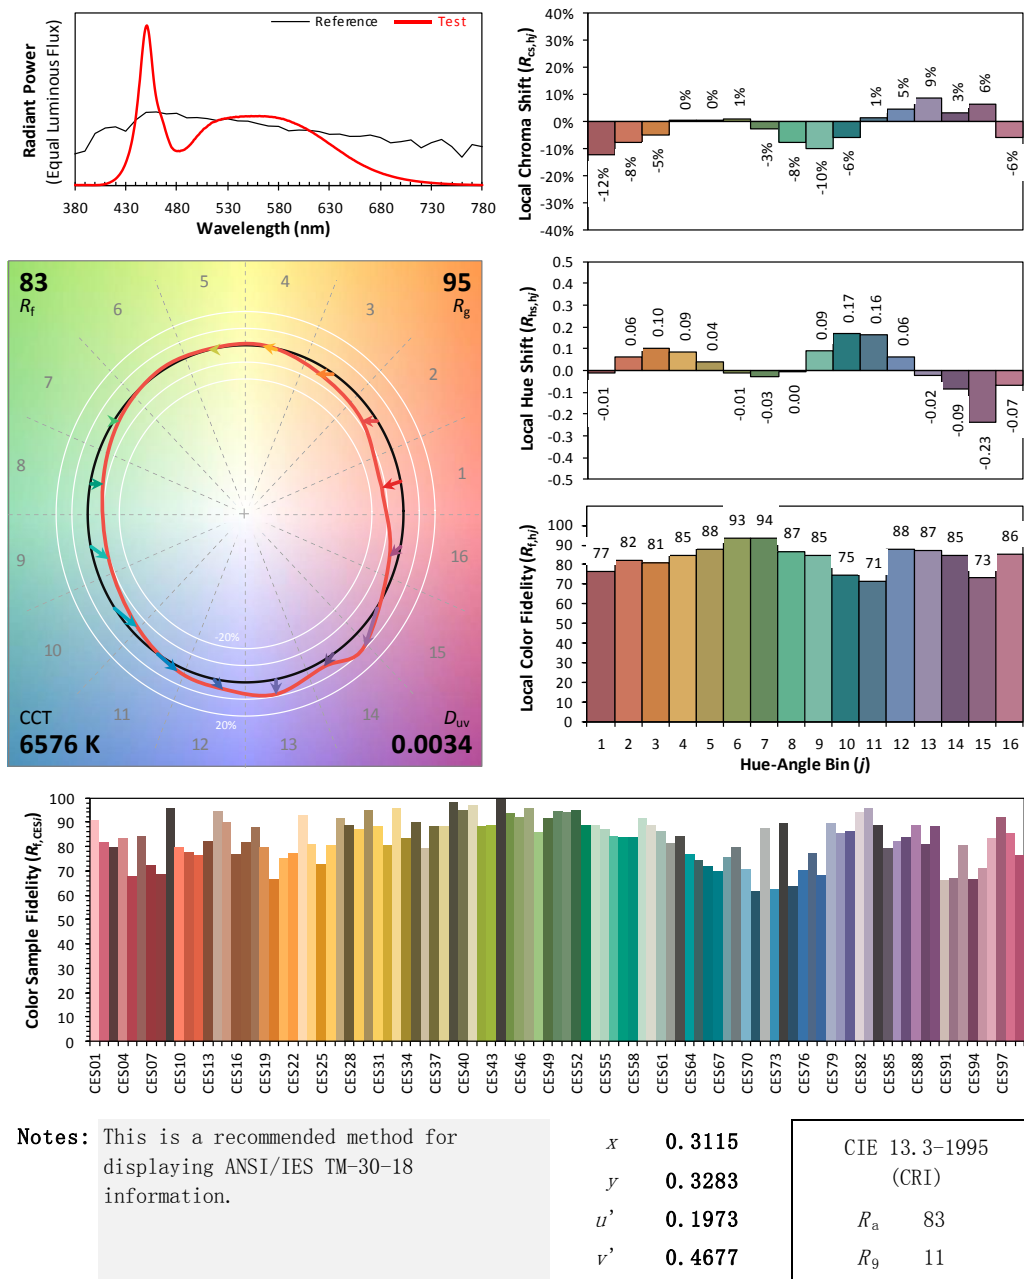 Reference
Test
Radiant Power
(Equal Luminous Flux)
380 430 480 530 580 630 680 730 780
Wavelength (nm)
Local Chroma Shift (Rcs,hj)
40%
30%
20%
10%
0%
-10%
-20%
-30%
-40%
-12% -8% -5% 0% 0% 1% -3% -8% -10% -6% 1% 5% 9% 3% 6% -6%
83
Rf
95
Rg
1 2 3 4 5 6 7 8 9 10 11 12 13 14 15 16
-20%
20%
CCT
6576 K
Duv
0.0034
Local Hue Shift (Rhs,hj)
0.5
0.4
0.3
0.2
0.1
0.0
-0.1
-0.2
-0.3
-0.4
-0.5
-0.01 0.06 0.10 0.09 0.04 -0.01 -0.03 0.00 0.09 0.17 0.16 0.06 -0.02 -0.09 -0.23 -0.07
Local Color Fidelity (Rf,hj)
100
90
80
70
60
50
40
30
20
10
0
77 82 81 85 88 93 94 87 85 75 71 88 87 85 73 86
1 2 3 4 5 6 7 8 9 10 11 12 13 14 15 16
Hue-Angle Bin (j)
Color Sample Fidelity (Rf,CESi)
100
90
80
70
60
50
40
30
20
10
0
CES01 CES04 CES07 CES10 CES13 CES16 CES19 CES22 CES25 CES28 CES31 CES34 CES37 CES40 CES43 CES46 CES49 CES52 CES55 CES58 CES61 CES64 CES67 CES70 CES73 CES76 CES79 CES82 CES85 CES88 CES91 CES94 CES97
Notes: This is a recommended method for
displaying ANSI/IES TM-30-18
information.
x 0.3115
y 0.3283
u' 0.1973
v' 0.4677
CIE 13.3-1995
(CRI)
Ra 83
R9 11